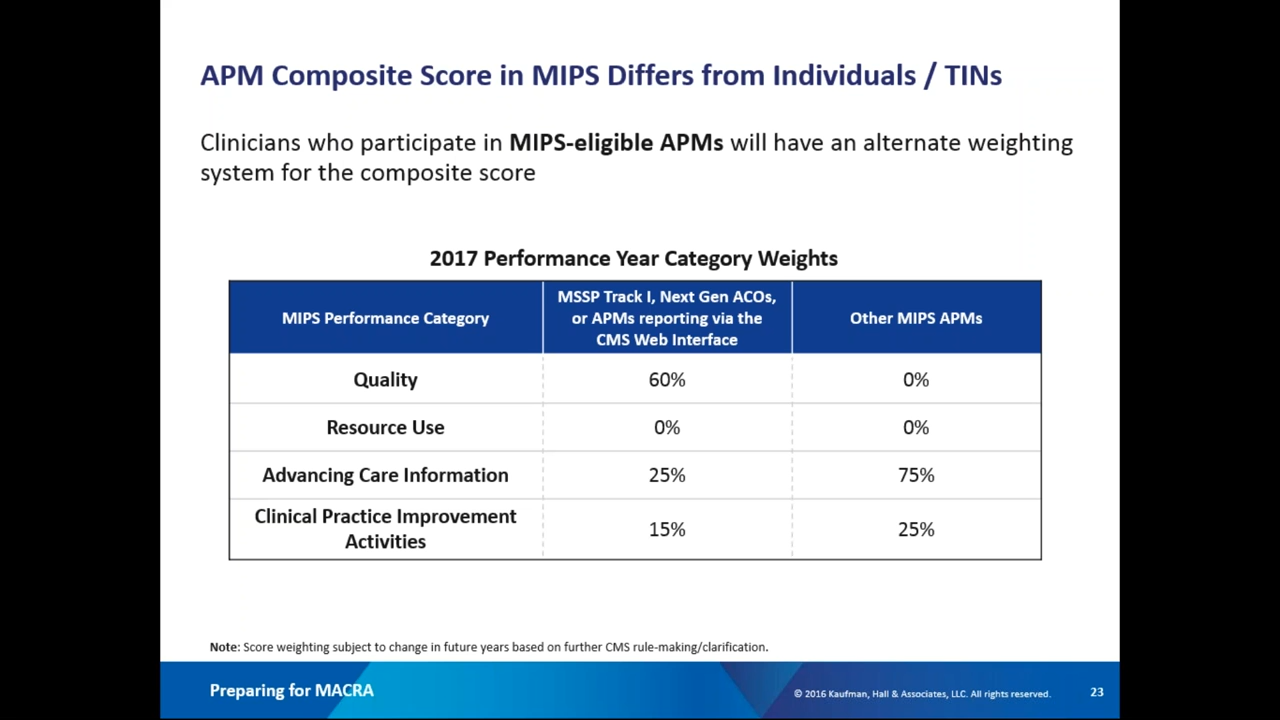 APM Composite Score in MIPS Differs from Individuals / TINs
Clinicians who participate in MIPS-eligible APMs will have an alternate weighting
system for the composite score
2017 Performance Year Category Weights
MIPS Performance Category
MSSP Track I, Next Gen ACOs,
or APMs reporting via the
CMS Web Interface
Other MIPS APMs
Quality
60%
0%
Resource Use
0%
0%
Advancing Care Information
25%
75%
Clinical Practice Improvement
Activities
15%
25%
Note: Score weighting subject to change in future years based on further CMS rule-making/clarification.
Preparing for MACRA
© 2016 Kaufman, Hall & Associates, LLC. All rights reserved.
23